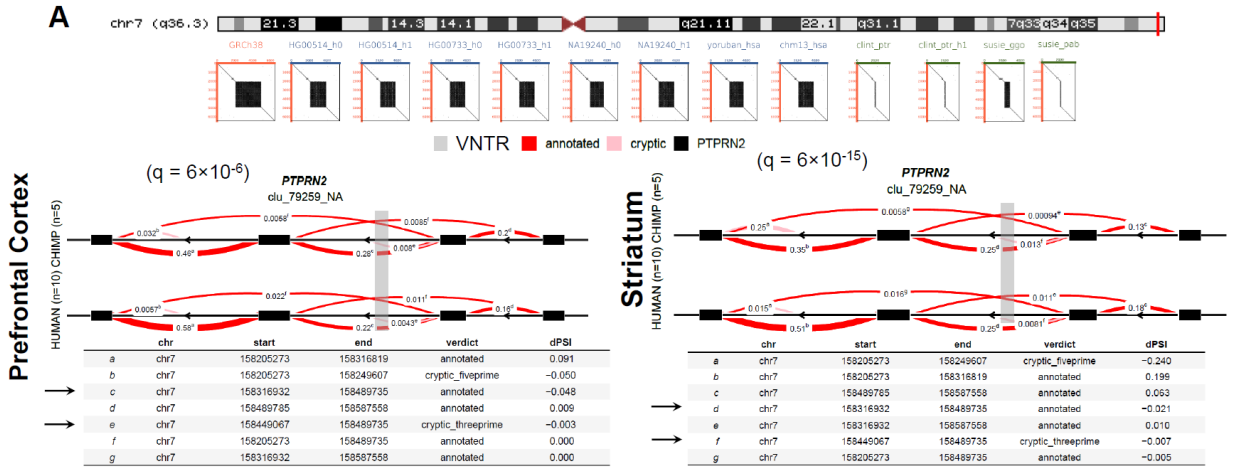 A
chr7 (q36.3)
21.3 14.3 14.1 q21.11 22.1 q31.1 7q33 q34 q35
GRCh38 HG00514_h0 HG00514_h1 HG00733_h0 HG00733_h1 NA19240_h0 NA19240_h1 yoruban_hsa chm13_hsa clint_ptr clint_ptr_h1 susie_ggo susie_pab
VNTR annotated cryptic PTPRN2
Prefrontal Cortex
(q = 6×10-6)
PTPRN2
clu_79259_NA
CHIMP (n=5)
0.0068f 0.0085f
0.032b 0.2d
0.46a 0.28c 0.008e
HUMAN (n=10)
0.022f 0.011f
0.0057b 0.16d
0.58a 0.22c 0.0043e
chr start end verdict dPSI
a chr7 158205273 158316819 annotated 0.091
b chr7 158205273 158249607 cryptic_fiveprime −0.050
c chr7 158316932 158489735 annotated −0.048
d chr7 158489785 158587558 annotated 0.009
e chr7 158449067 158489735 cryptic_threeprime −0.003
f chr7 158205273 158489735 annotated 0.000
g chr7 158316932 158587558 annotated 0.000
Striatum
(q = 6×10-15)
PTPRN2
clu_79259_NA
CHIMP (n=5)
0.0058g 0.00094e
0.25a 0.13c
0.35b 0.25d 0.013f
HUMAN (n=10)
0.016g 0.011e
0.015a 0.18c
0.51b 0.25d 0.0081f
chr start end verdict dPSI
a chr7 158205273 158249607 cryptic_fiveprime −0.240
b chr7 158205273 158316819 annotated 0.199
c chr7 158489785 158587558 annotated 0.063
d chr7 158316932 158489735 annotated −0.021
e chr7 158316932 158587558 annotated 0.010
f chr7 158449067 158489735 cryptic_threeprime −0.007
g chr7 158205273 158489735 annotated −0.005